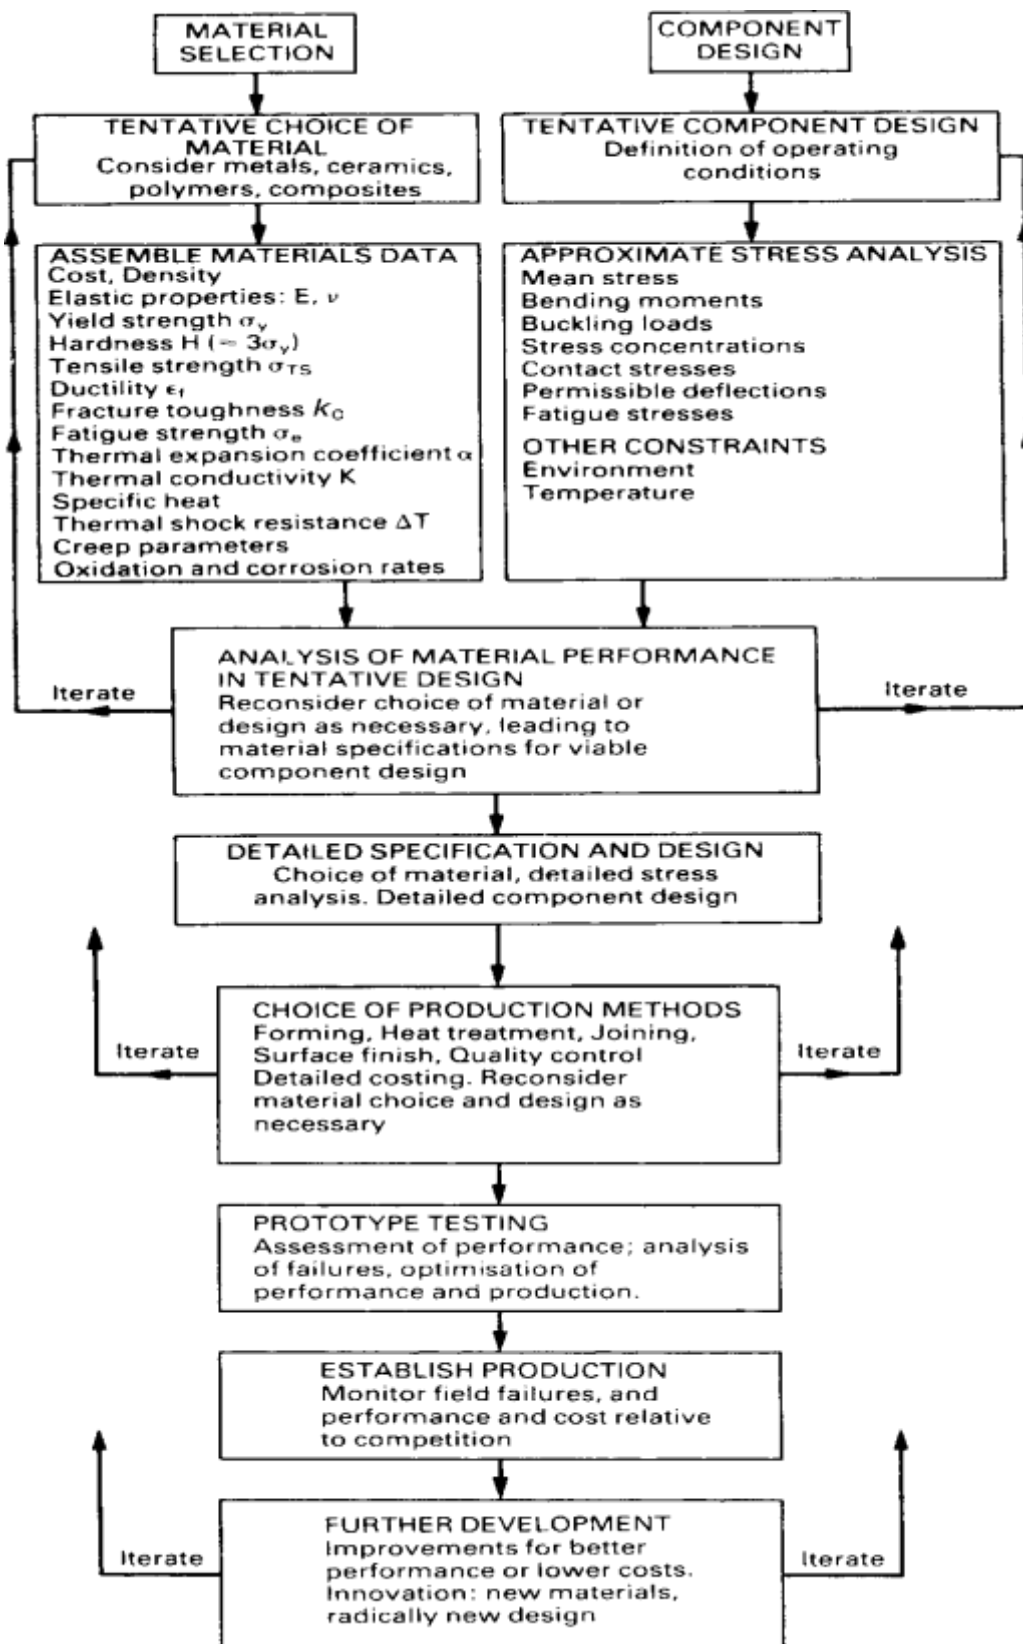 MATERIAL
SELECTION
COMPONENT
DESIGN
TENTATIVE CHOICE OF
MATERIAL
Consider metals, ceramics,
polymers, composites
TENTATIVE COMPONENT DESIGN
Definition of operating
conditions
ASSEMBLE MATERIALS DATA
Cost, Density
Elastic properties: E, ν
Yield strength σy
Hardness H (≈ 3σy)
Tensile strength σTS
Ductility εf
Fracture toughness KC
Fatigue strength σe
Thermal expansion coefficient α
Thermal conductivity K
Specific heat
Thermal shock resistance ΔT
Creep parameters
Oxidation and corrosion rates
APPROXIMATE STRESS ANALYSIS
Mean stress
Bending moments
Buckling loads
Stress concentrations
Contact stresses
Permissible deflections
Fatigue stresses
OTHER CONSTRAINTS
Environment
Temperature
Iterate
ANALYSIS OF MATERIAL PERFORMANCE
IN TENTATIVE DESIGN
Reconsider choice of material or
design as necessary, leading to
material specifications for viable
component design
Iterate
DETAILED SPECIFICATION AND DESIGN
Choice of material, detailed stress
analysis. Detailed component design
Iterate
CHOICE OF PRODUCTION METHODS
Forming, Heat treatment, Joining,
Surface finish, Quality control
Detailed costing. Reconsider
material choice and design as
necessary
Iterate
PROTOTYPE TESTING
Assessment of performance; analysis
of failures, optimisation of
performance and production.
ESTABLISH PRODUCTION
Monitor field failures, and
performance and cost relative
to competition
Iterate
FURTHER DEVELOPMENT
Improvements for better
performance or lower costs.
Innovation: new materials,
radically new design
Iterate